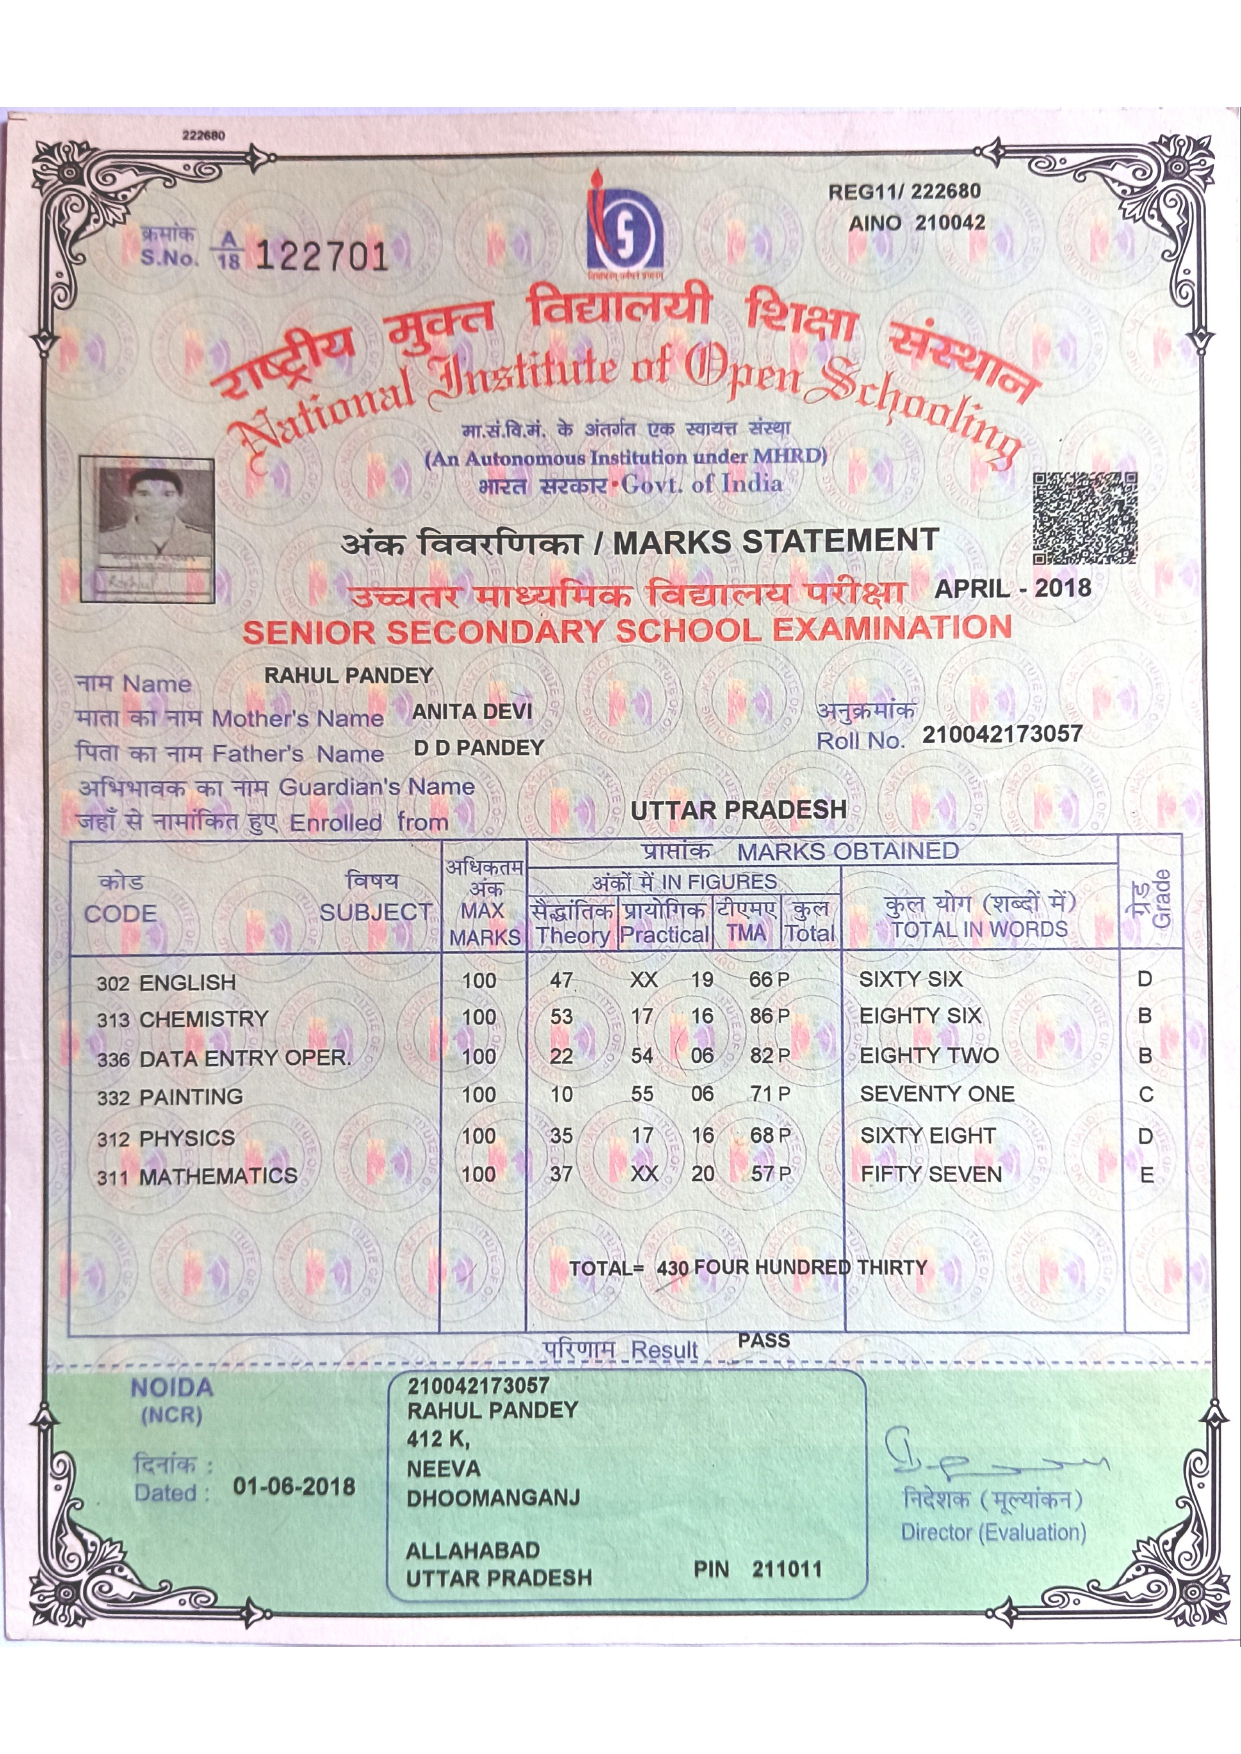 222680
REG11/ 222680
AINO 210042
क्रमांक
S.No. A/18 122701
राष्ट्रीय मुक्त विद्यालयी शिक्षा संस्थान
National Institute of Open Schooling
मा.सं.वि.मं. के अंतर्गत एक स्वायत्त संस्था
(An Autonomous Institution under MHRD)
भारत सरकार • Govt. of India
अंक विवरणिका / MARKS STATEMENT
उच्चतर माध्यमिक विद्यालय परीक्षा APRIL - 2018
SENIOR SECONDARY SCHOOL EXAMINATION
नाम Name RAHUL PANDEY
माता का नाम Mother's Name ANITA DEVI
अनुक्रमांक
Roll No. 210042173057
पिता का नाम Father's Name D D PANDEY
अभिभावक का नाम Guardian's Name
जहाँ से नामांकित हुए Enrolled from UTTAR PRADESH
कोड CODE विषय SUBJECT अधिकतम अंक MAX MARKS प्राप्तांक MARKS OBTAINED ग्रेड Grade
अंकों में IN FIGURES कुल योग (शब्दों में) TOTAL IN WORDS
सैद्धांतिक Theory प्रायोगिक Practical टीएमए TMA कुल Total
302 ENGLISH 100 47 XX 19 66 P SIXTY SIX D
313 CHEMISTRY 100 53 17 16 86 P EIGHTY SIX B
336 DATA ENTRY OPER. 100 22 54 06 82 P EIGHTY TWO B
332 PAINTING 100 10 55 06 71 P SEVENTY ONE C
312 PHYSICS 100 35 17 16 68 P SIXTY EIGHT D
311 MATHEMATICS 100 37 XX 20 57 P FIFTY SEVEN E
TOTAL= 430 FOUR HUNDRED THIRTY
परिणाम Result PASS
NOIDA
(NCR)
दिनांक :
Dated : 01-06-2018
210042173057
RAHUL PANDEY
412 K,
NEEVA
DHOOMANGANJ
ALLAHABAD
UTTAR PRADESH PIN 211011
निदेशक (मूल्यांकन)
Director (Evaluation)